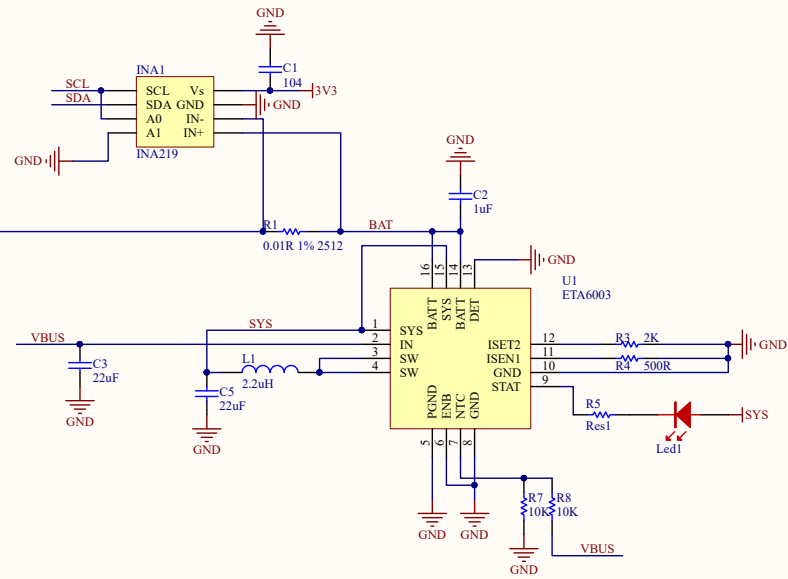 GND
C1
104
INA1
SCL
SDA
SCL Vs
SDA GND
A0 IN-
A1 IN+
3V3
GND
GND
INA219
GND
C2
1uF
R1
BAT
0.01R 1% 2512
16
15
14
13
GND
U1
ETA6003
BATT
SYS
BATT
DET
SYS
1
SYS
VBUS
2
IN
3
SW
4
SW
C3
22uF
GND
L1
2.2uH
C5
22uF
GND
ISET2
12
R3
2K
ISEN1
11
R4
500R
GND
10
GND
STAT
9
R5
Res1
Led1
SYS
PGND
ENB
NTC
GND
5
6
7
8
GND
GND
R7
10K
R8
10K
GND
VBUS